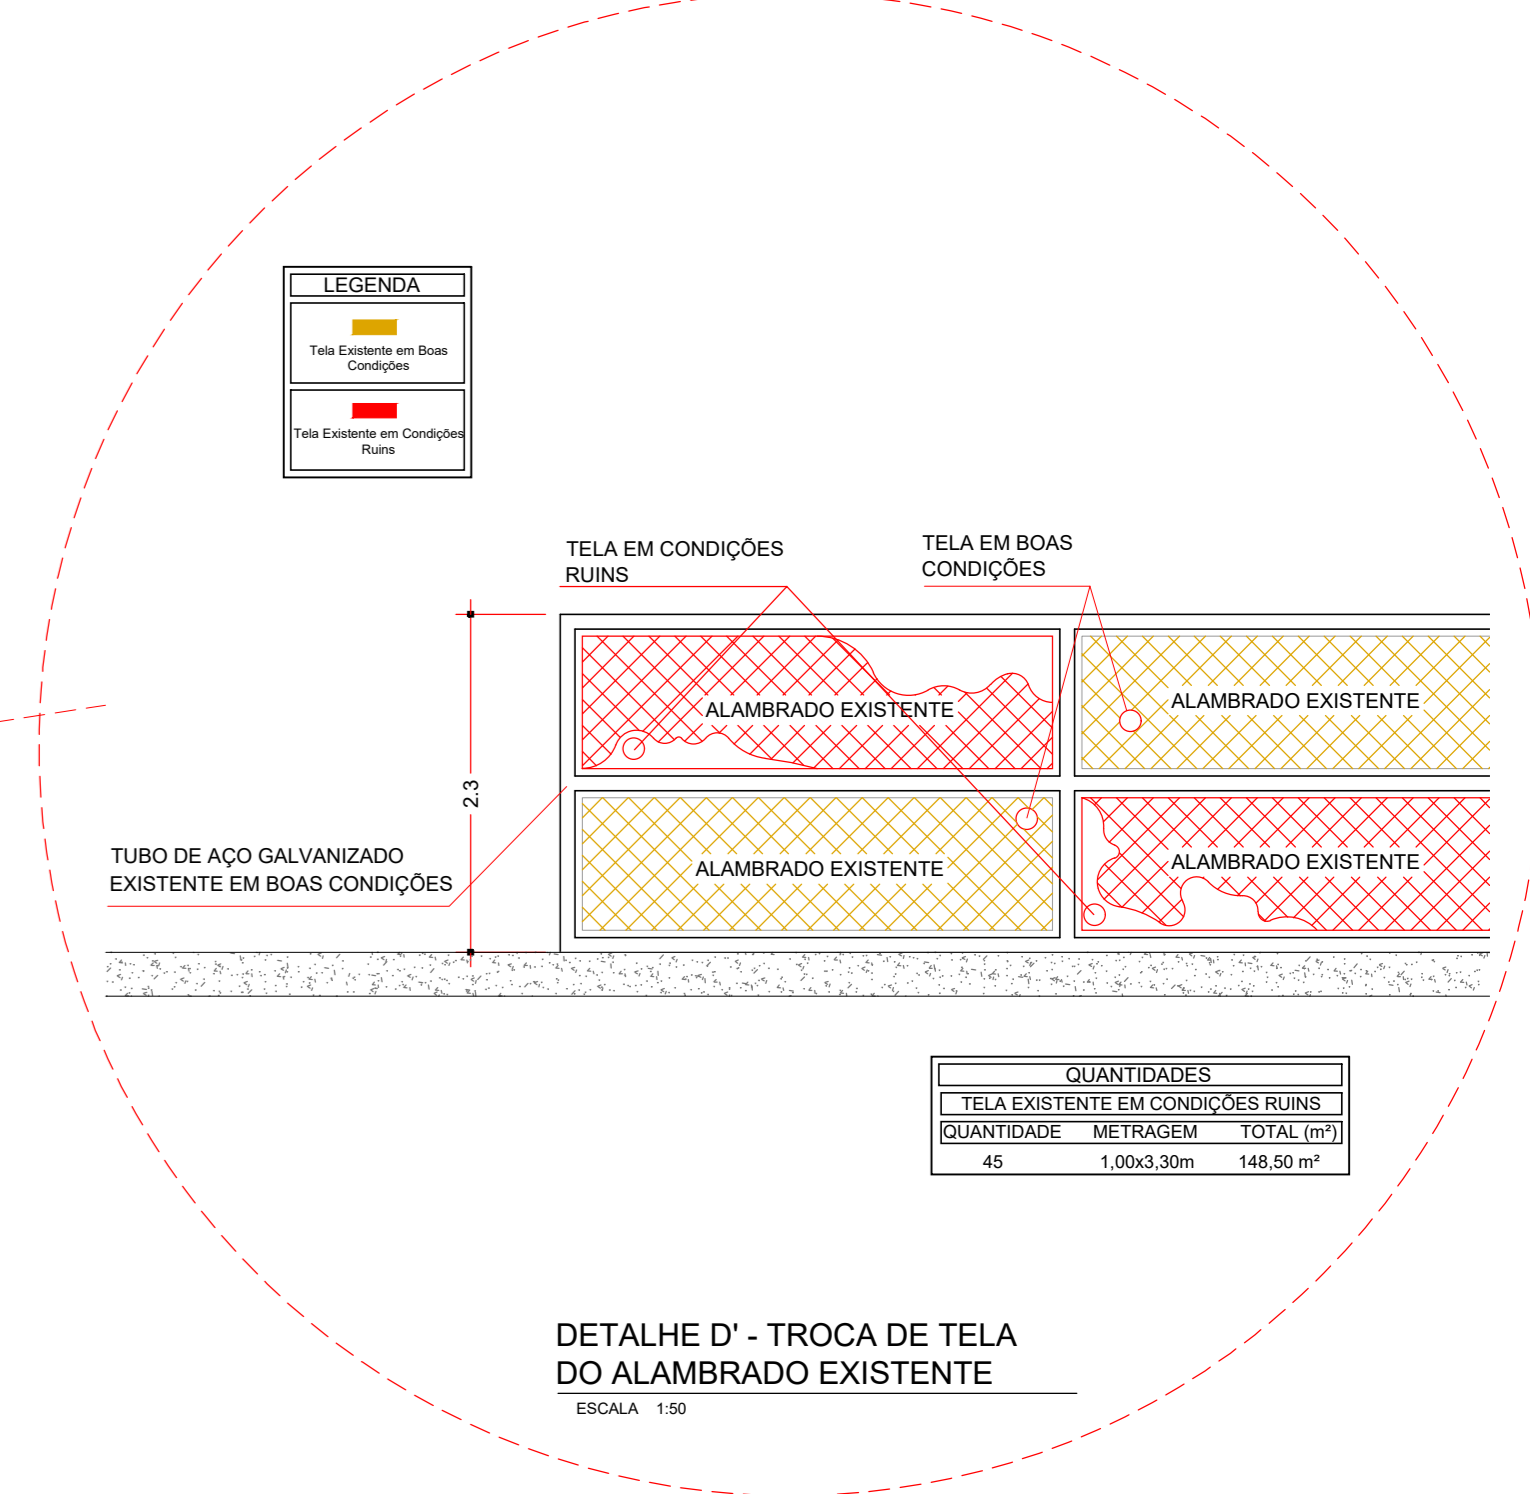 LEGENDA
Tela Existente em Boas
Condições
Tela Existente em Condições
Ruins
TELA EM CONDIÇÕES
RUINS
TELA EM BOAS
CONDIÇÕES
ALAMBRADO EXISTENTE
ALAMBRADO EXISTENTE
2.3
TUBO DE AÇO GALVANIZADO
EXISTENTE EM BOAS CONDIÇÕES
ALAMBRADO EXISTENTE
ALAMBRADO EXISTENTE
QUANTIDADES
TELA EXISTENTE EM CONDIÇÕES RUINS
QUANTIDADE METRAGEM TOTAL (m²)
45 1,00x3,30m 148,50 m²
DETALHE D' - TROCA DE TELA
DO ALAMBRADO EXISTENTE
ESCALA 1:50